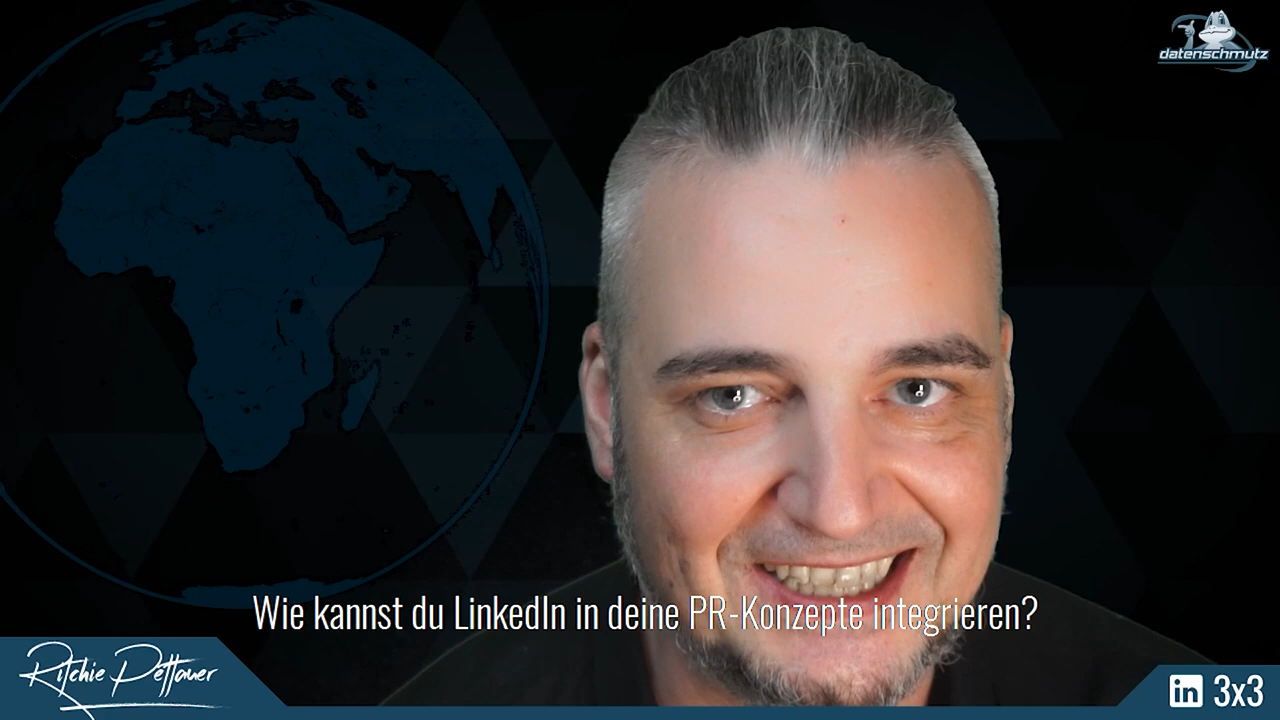 datenschmutz
Wie kannst du LinkedIn in deine PR-Konzepte integrieren?
Ritchie Pettauer
in 3x3